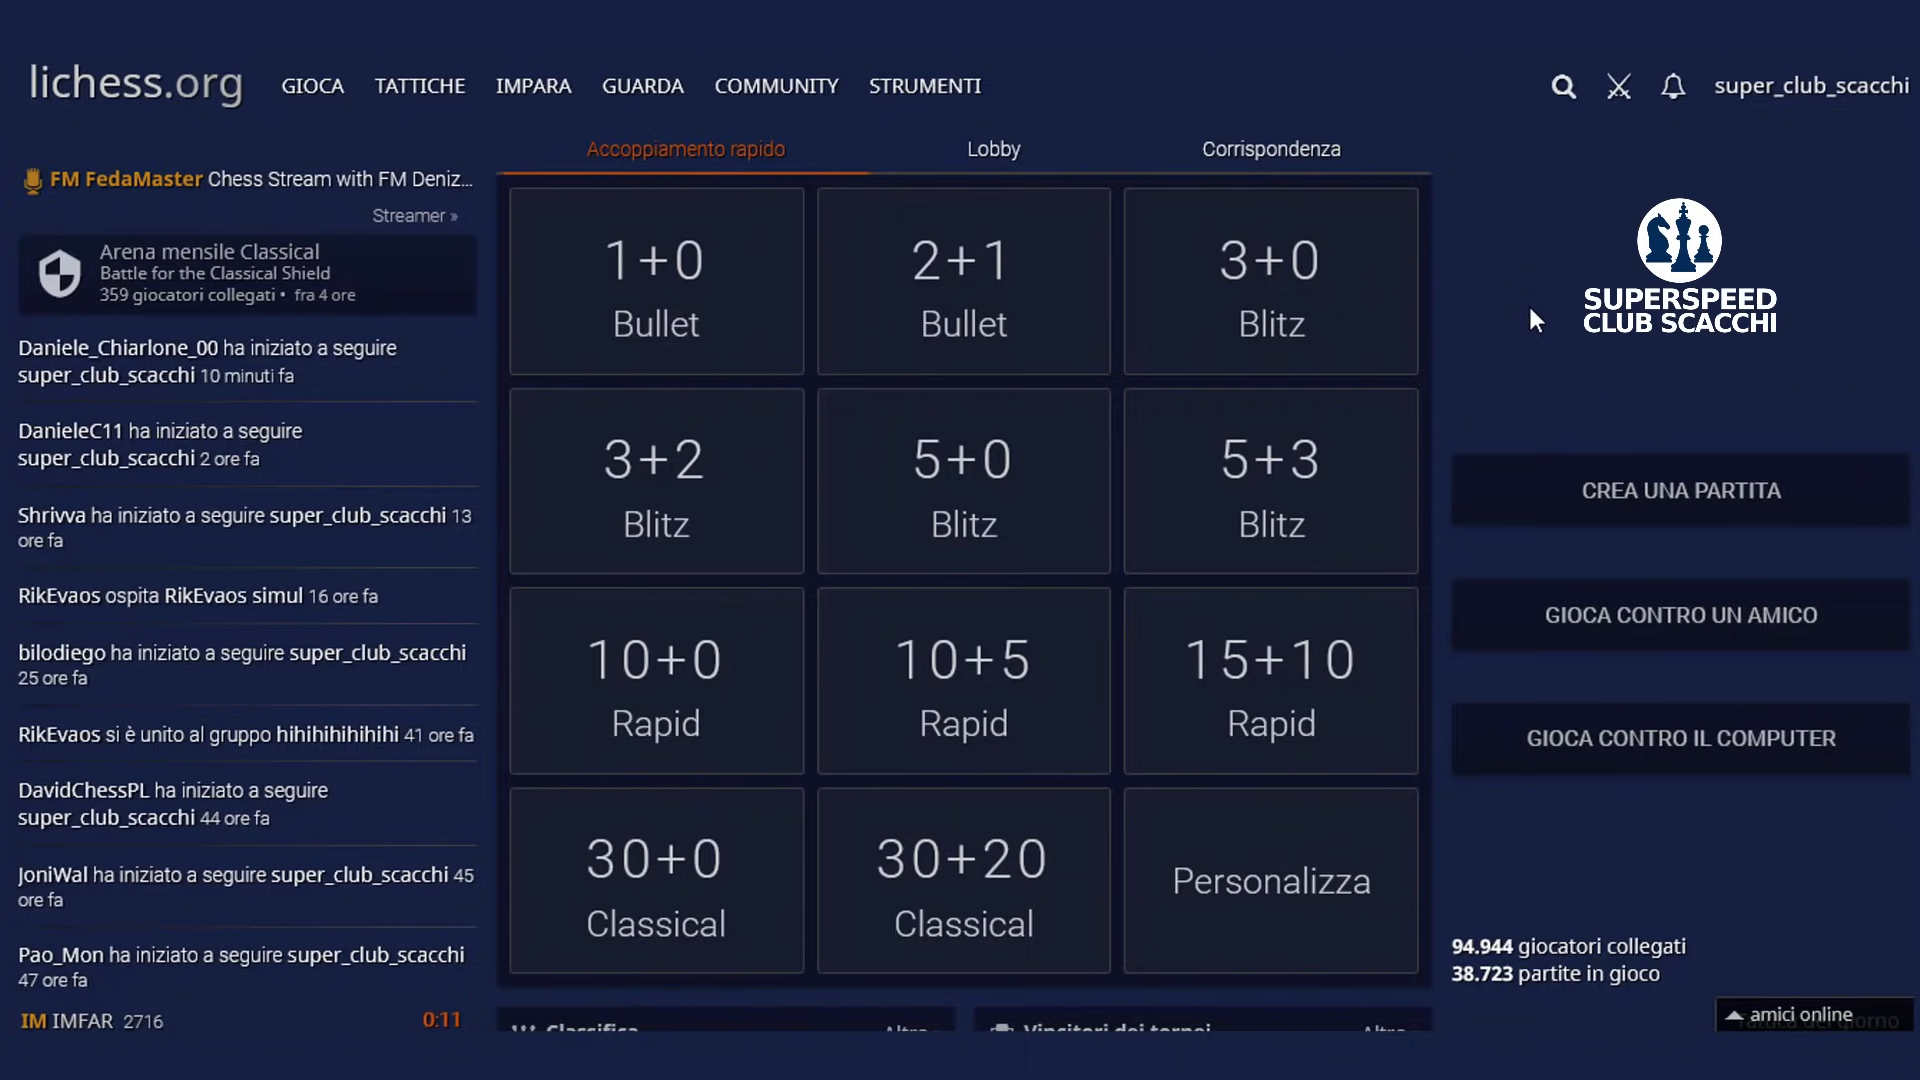 lichess.org GIOCA TATTICHE IMPARA GUARDA COMMUNITY STRUMENTI super_club_scacchi
Accoppiamento rapido Lobby Corrispondenza
FM FedaMaster Chess Stream with FM Deniz...
Streamer »
Arena mensile Classical
Battle for the Classical Shield
359 giocatori collegati • fra 4 ore
Daniele_Chiarlone_00 ha iniziato a seguire
super_club_scacchi 10 minuti fa
DanieleC11 ha iniziato a seguire
super_club_scacchi 2 ore fa
Shrivva ha iniziato a seguire super_club_scacchi 13
ore fa
RikEvaos ospita RikEvaos simul 16 ore fa
bilodiego ha iniziato a seguire super_club_scacchi
25 ore fa
RikEvaos si è unito al gruppo hihihihihihihi 41 ore fa
DavidChessPL ha iniziato a seguire
super_club_scacchi 44 ore fa
JoniWal ha iniziato a seguire super_club_scacchi 45
ore fa
Pao_Mon ha iniziato a seguire super_club_scacchi
47 ore fa
IM IMFAR 2716 0:11
1+0 2+1 3+0
Bullet Bullet Blitz
3+2 5+0 5+3
Blitz Blitz Blitz
10+0 10+5 15+10
Rapid Rapid Rapid
30+0 30+20
Classical Classical
Personalizza
Classifica Altro Vincitori dei tornei Altro
SUPERSPEED
CLUB SCACCHI
CREA UNA PARTITA
GIOCA CONTRO UN AMICO
GIOCA CONTRO IL COMPUTER
94.944 giocatori collegati
38.723 partite in gioco
amici online
Tattica del giorno